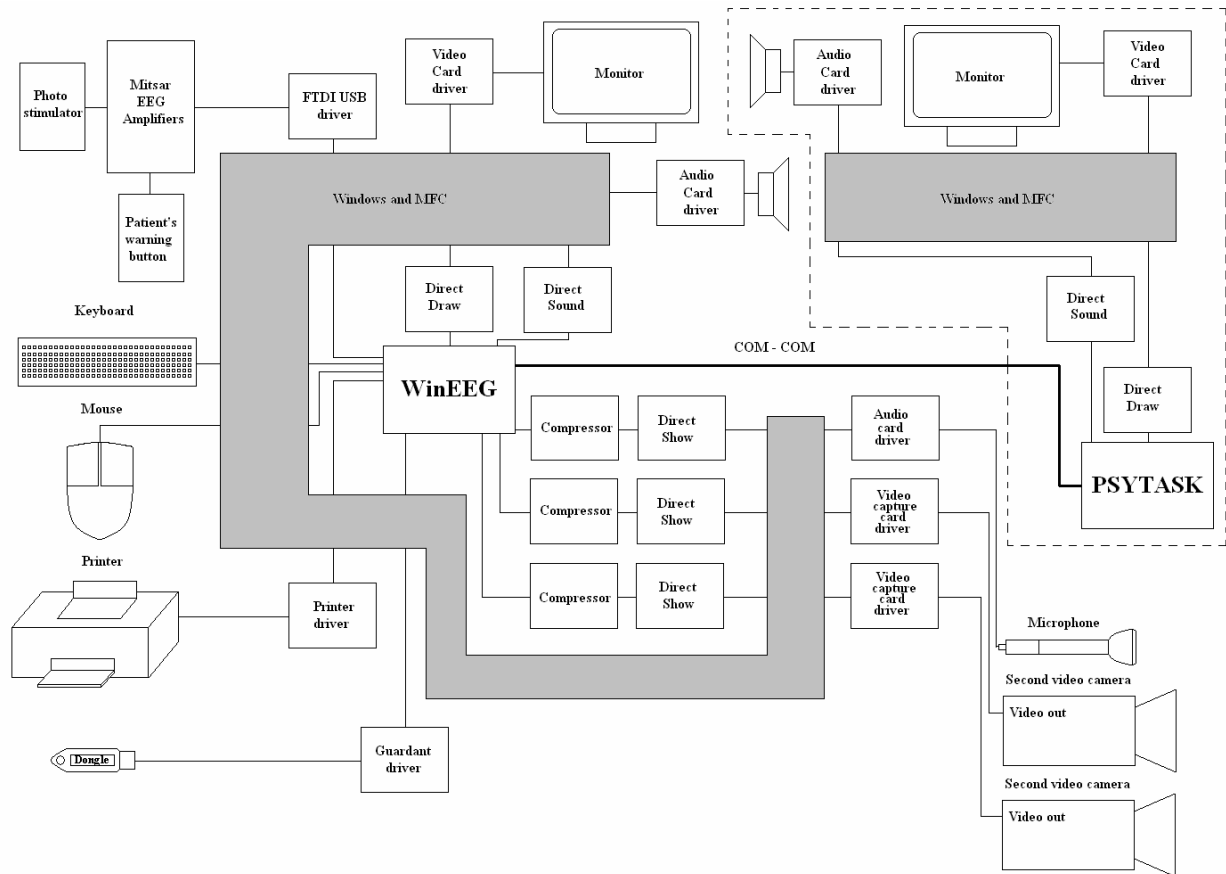 Photo
stimulator
Mitsar
EEG
Amplifiers
FTDI USB
driver
Video
Card
driver
Monitor
Audio
Card
driver
Monitor
Video
Card
driver
Patient's
warning
button
Windows and MFC
Audio
Card
driver
Windows and MFC
Direct
Draw
Direct
Sound
Direct
Sound
Keyboard
COM - COM
WinEEG
Direct
Draw
Mouse
Compressor
Direct
Show
Audio
card
driver
PSYTASK
Compressor
Direct
Show
Video
capture
card
driver
Printer
Compressor
Direct
Show
Video
capture
card
driver
Printer
driver
Microphone
Second video camera
Video out
Guardant
driver
Dongle
Second video camera
Video out